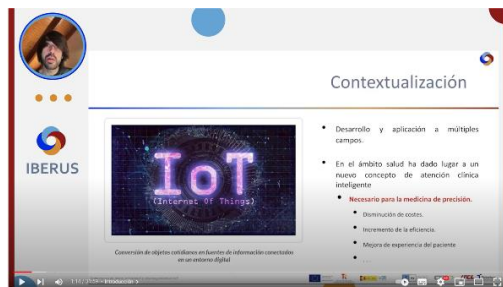 Contextualización
IBERUS
IoT
(Internet Of Things)
Conversión de objetos cotidianos en fuentes de información conectados
en un entorno digital
• Desarrollo y aplicación a múltiples
campos.
• En el ámbito salud ha dado lugar a un
nuevo concepto de atención clínica
inteligente
• Necesario para la medicina de precisión.
• Disminución de costes.
• Incremento de la eficiencia.
• Mejora de experiencia del paciente
• ...
Introducción